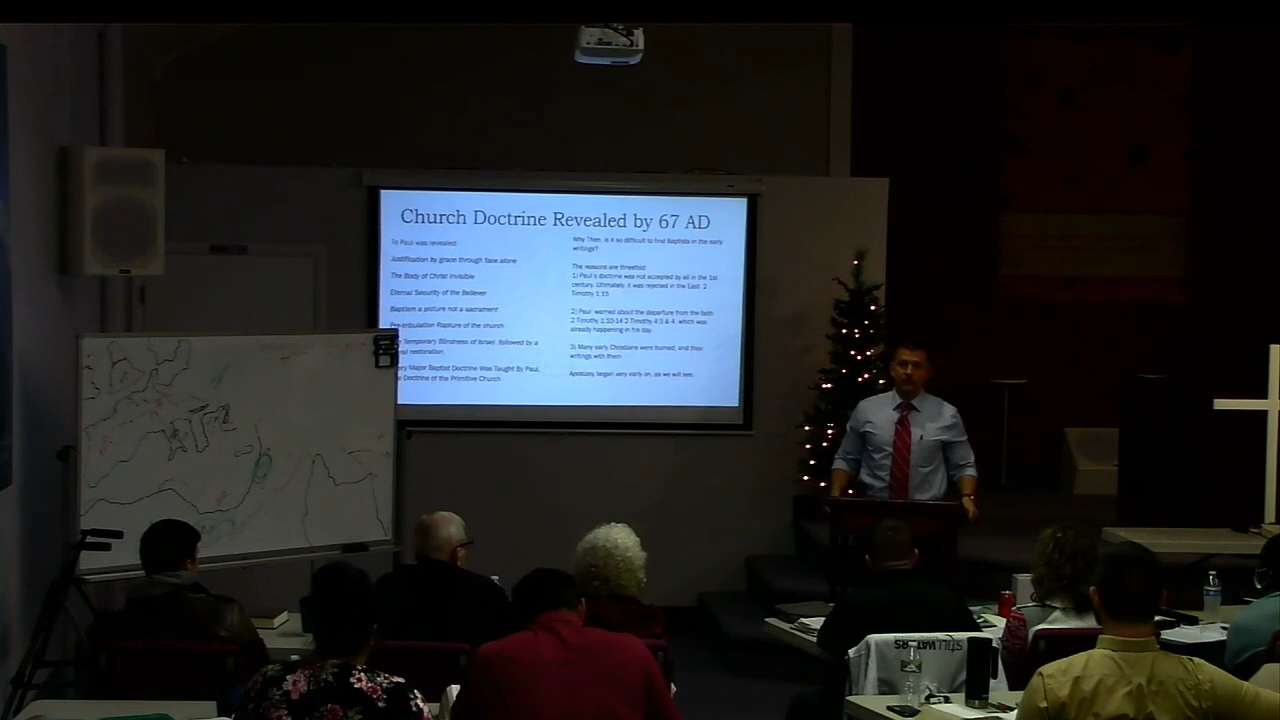 Church Doctrine Revealed by 67 AD
To Paul was revealed:
Justification by grace through face alone
The Body of Christ Invisible
Eternal Security of the Believer
Baptism a picture not a sacrament
Pre-tribulation Rapture of the church
Temporary Blindness of Israel, followed by a
restoration.
Major Baptist Doctrine Was Taught By Paul,
Doctrine of the Primitive Church
Why Then, is it so difficult to find Baptists in the early
writings?
The reasons are threefold:
1) Paul's doctrine was not accepted by all in the 1st
century. Ultimately, it was rejected in the East. 2
Timothy 1:15
2) Paul warned about the departure from the faith
2 Timothy 1:10-14 2 Timothy 4:3 & 4, which was
already happening in his day.
3) Many early Christians were burned, and their
writings with them
Apostasy began very early on, as we will see.
STILLWATERS